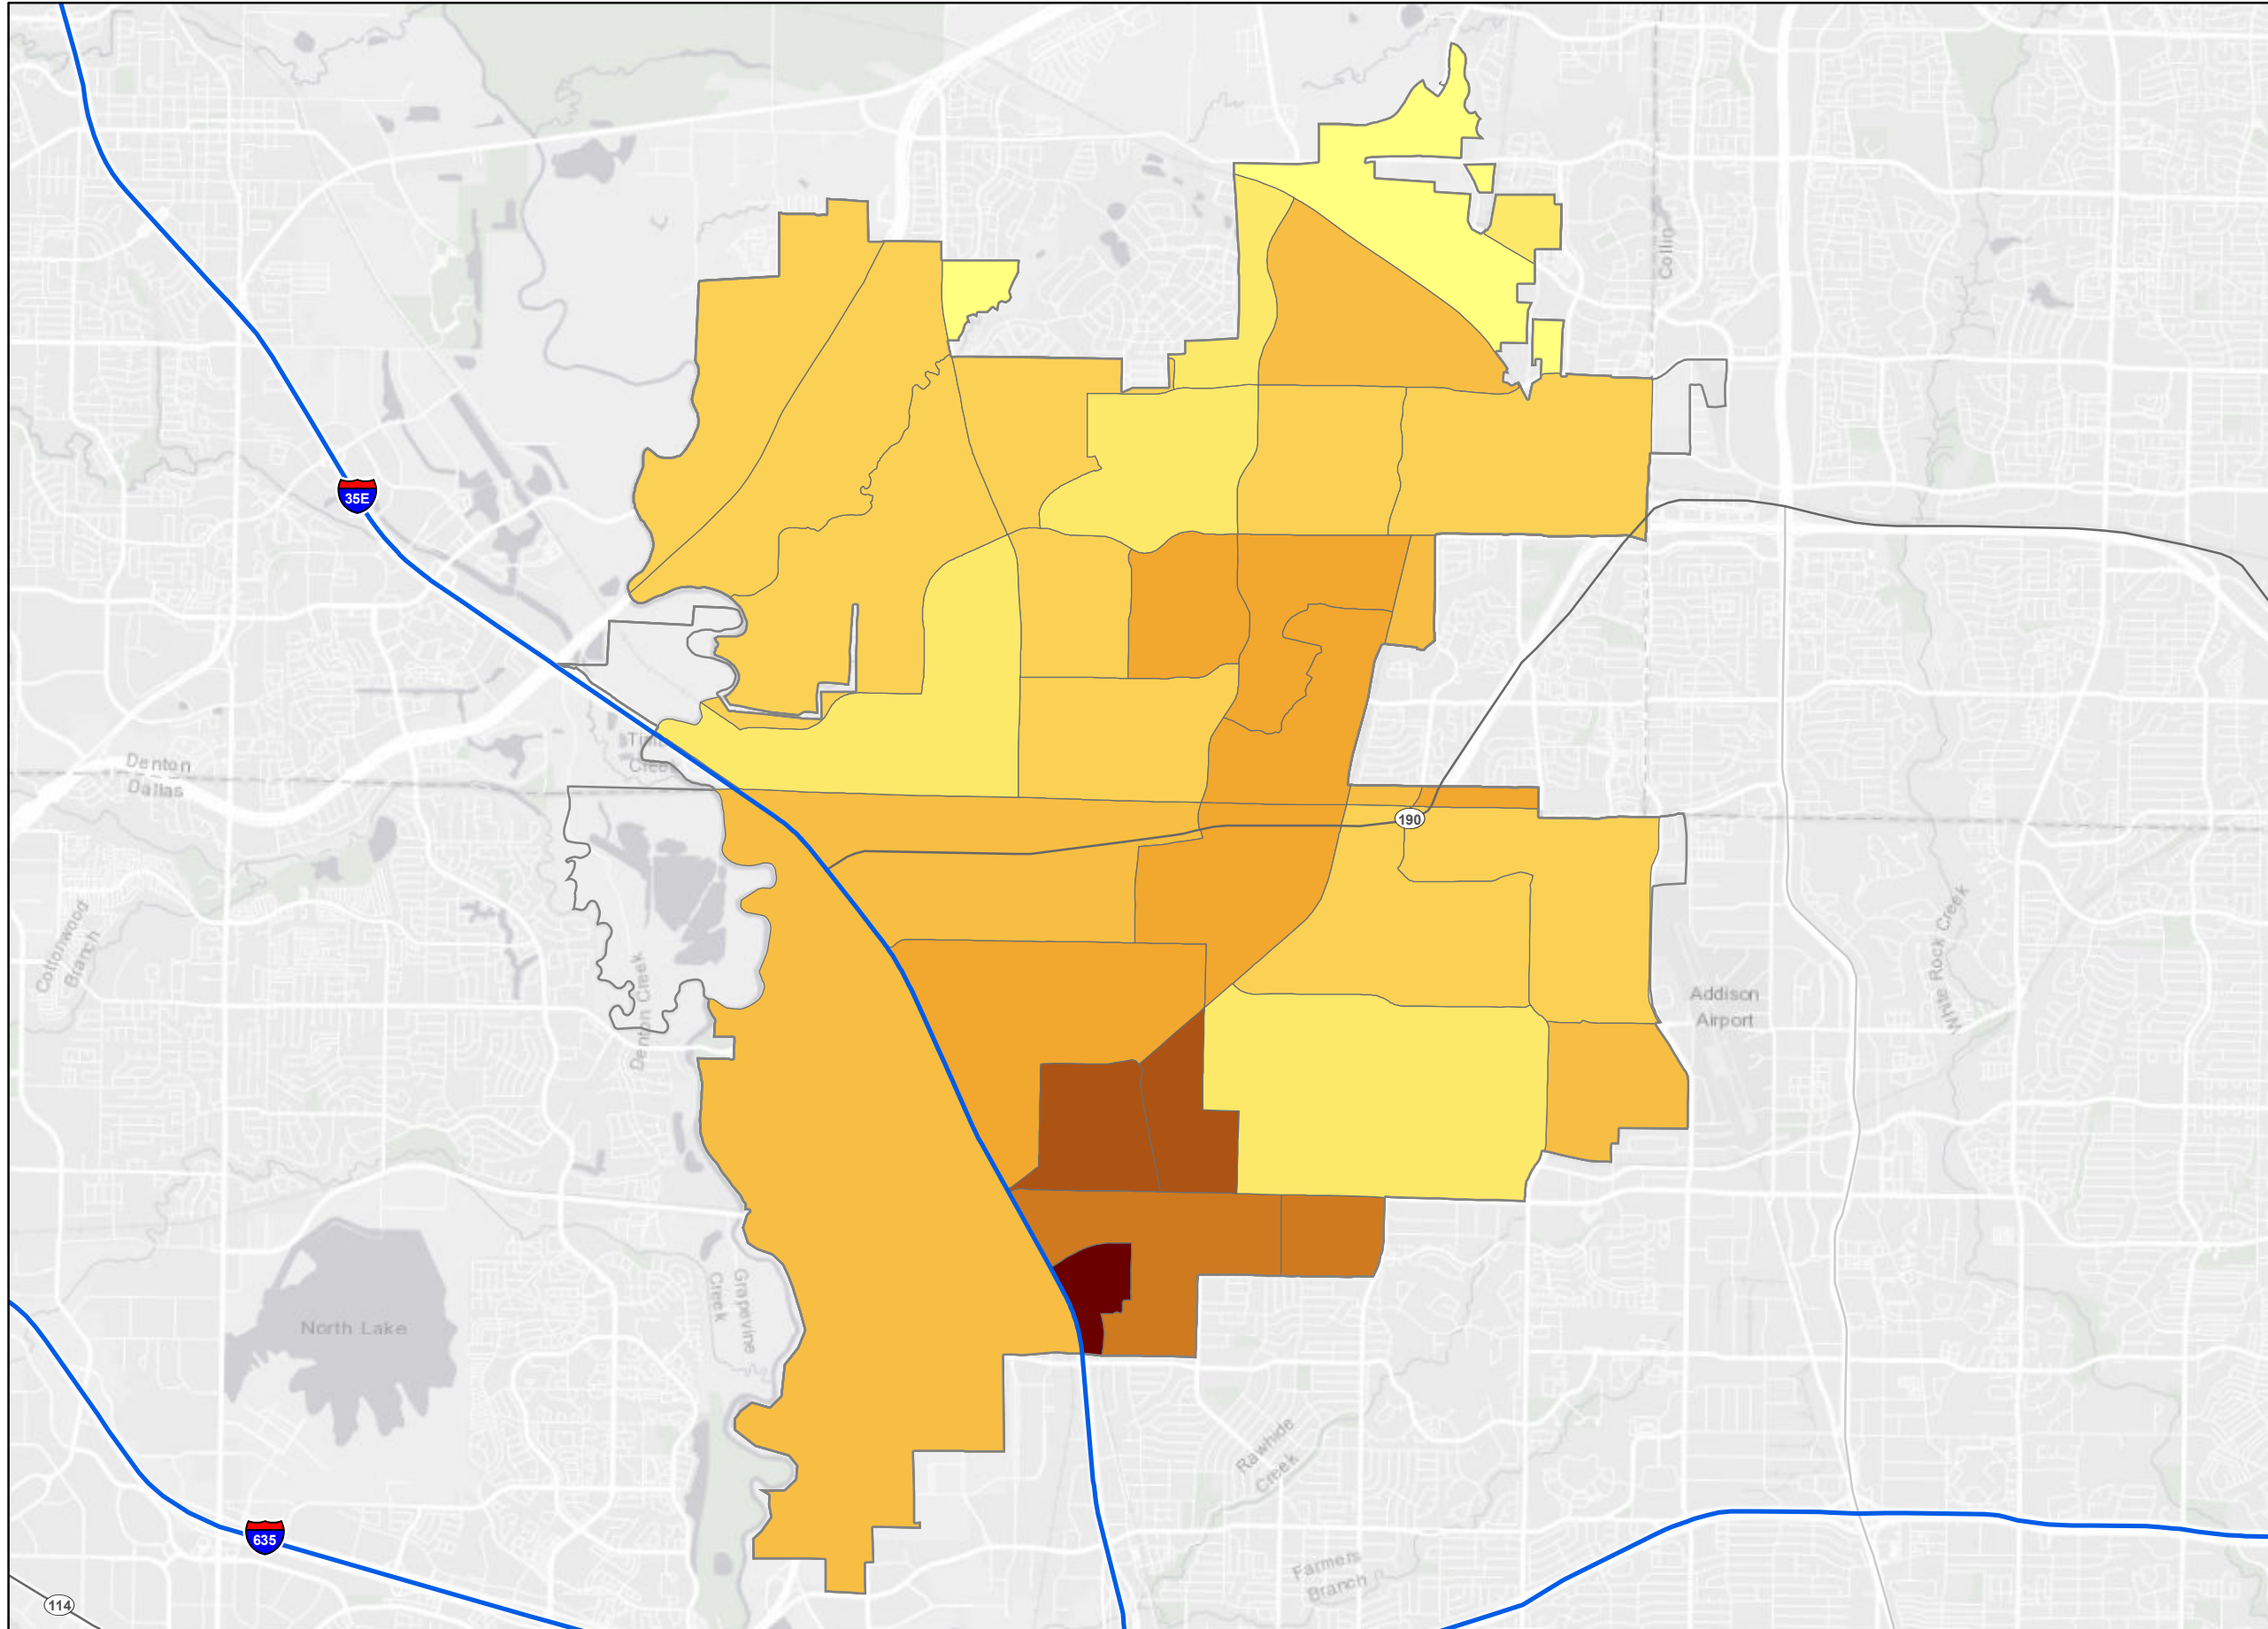 Collin
35E
Denton
Dallas
Creek
190
Cottonwood
Branch
Denton Creek
White Rock Creek
Addison
Airport
Grapevine
Creek
North Lake
Rawhide
Creek
635
Farmers
Branch
114